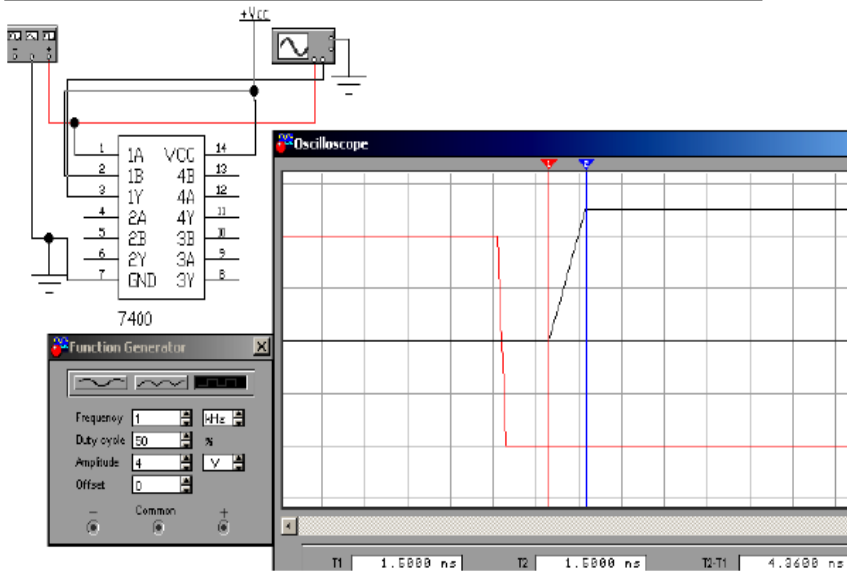 +Vcc
1 1A VCC 14
2 1B 4B 13
3 1Y 4A 12
4 2A 4Y 11
5 2B 3B 10
6 2Y 3A 9
7 GND 3Y 8
7400
Oscilloscope
1 2
Function Generator
Frequency 1 kHz
Duty cycle 50 %
Amplitude 4 V
Offset 0
− Common +
T1 1.5000 ns T2 1.5000 ns T2-T1 4.3600 ns